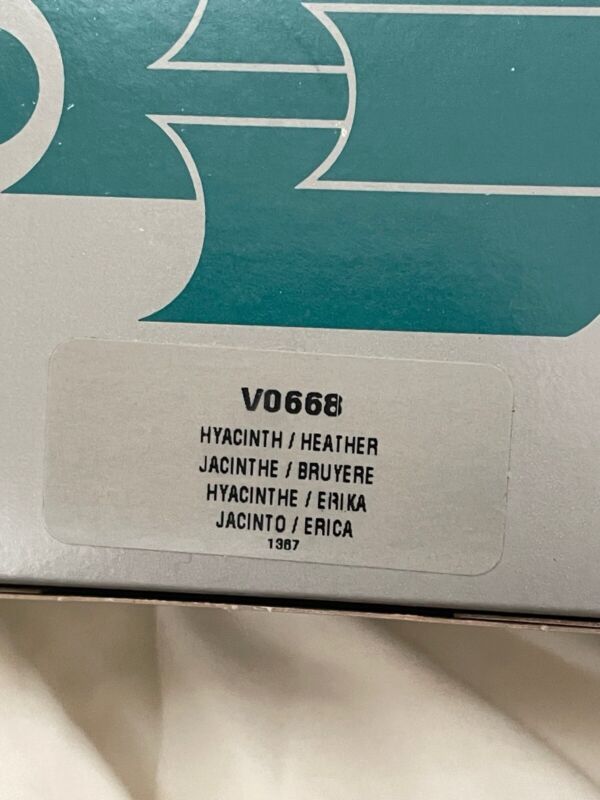 V0668
HYACINTH / HEATHER
JACINTHE / BRUYERE
HYACINTHE / ERIKA
JACINTO / ERICA
1367